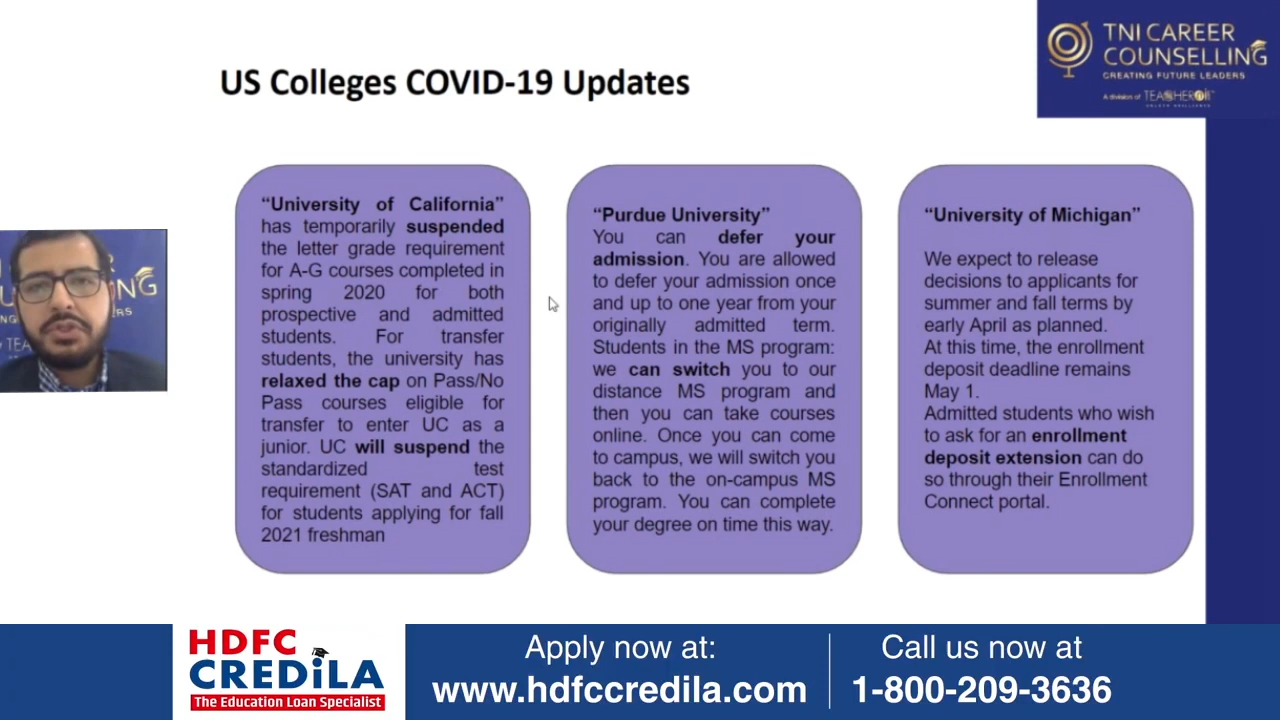 US Colleges COVID-19 Updates
TNI CAREER
COUNSELLING
CREATING FUTURE LEADERS
A division of
“University of California”
has temporarily suspended
the letter grade requirement
for A-G courses completed in
spring 2020 for both
prospective and admitted
students. For transfer
students, the university has
relaxed the cap on Pass/No
Pass courses eligible for
transfer to enter UC as a
junior. UC will suspend the
standardized test
requirement (SAT and ACT)
for students applying for fall
2021 freshman
“Purdue University”
You can defer your
admission. You are allowed
to defer your admission once
and up to one year from your
originally admitted term.
Students in the MS program:
we can switch you to our
distance MS program and
then you can take courses
online. Once you can come
to campus, we will switch you
back to the on-campus MS
program. You can complete
your degree on time this way.
“University of Michigan”
We expect to release
decisions to applicants for
summer and fall terms by
early April as planned.
At this time, the enrollment
deposit deadline remains
May 1.
Admitted students who wish
to ask for an enrollment
deposit extension can do
so through their Enrollment
Connect portal.
HDFC
CREDiLA
The Education Loan Specialist
Apply now at:
www.hdfccredila.com
Call us now at
1-800-209-3636